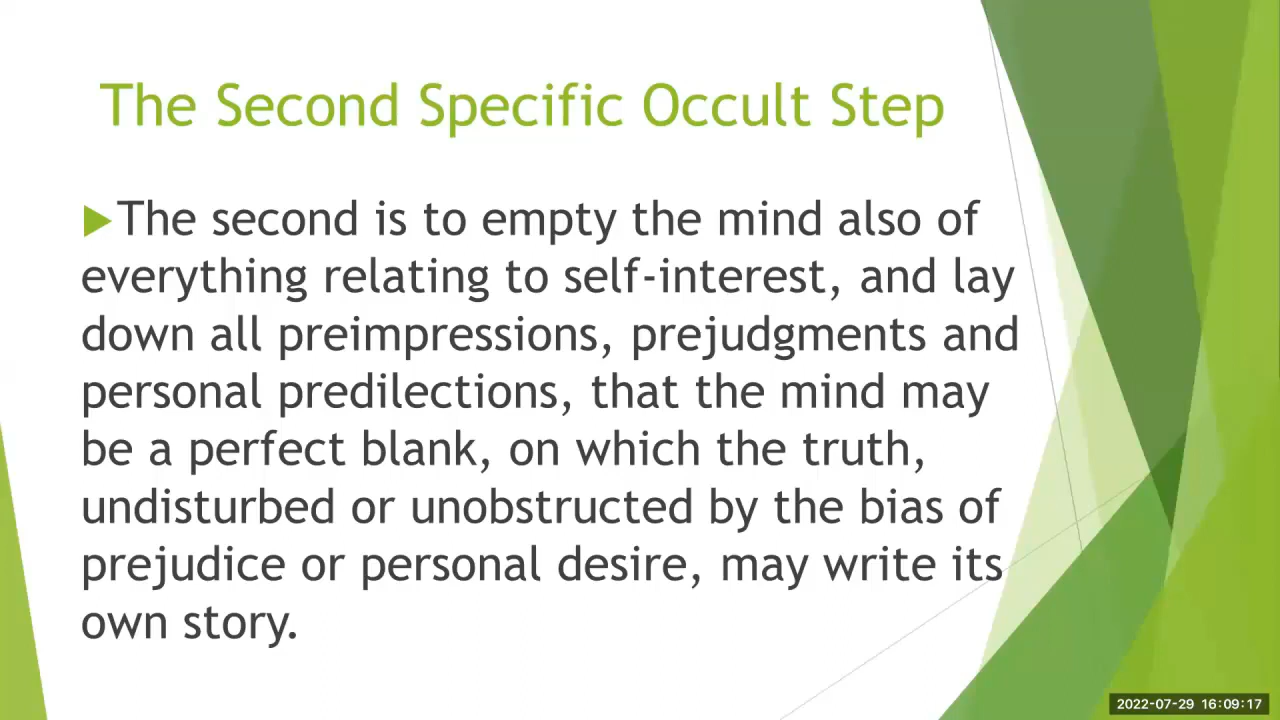 The Second Specific Occult Step
The second is to empty the mind also of
everything relating to self-interest, and lay
down all preimpressions, prejudgments and
personal predilections, that the mind may
be a perfect blank, on which the truth,
undisturbed or unobstructed by the bias of
prejudice or personal desire, may write its
own story.
2022-07-29 16:09:17